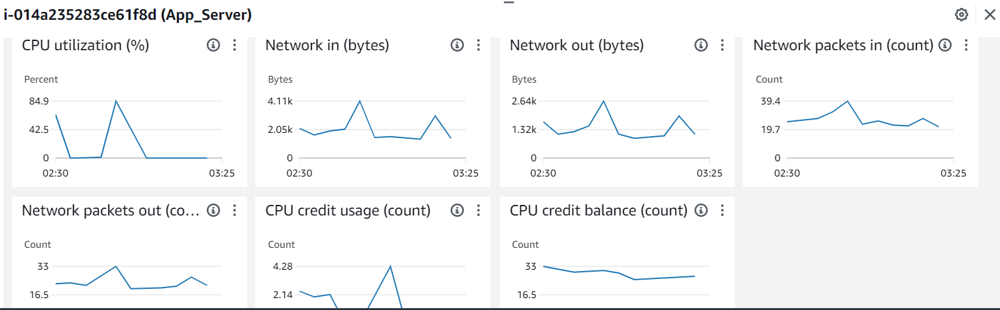 i-014a235283ce61f8d (App_Server)
CPU utilization (%)
Percent
84.9
42.5
0
02:30 03:25
Network in (bytes)
Bytes
4.11k
2.05k
0
02:30 03:25
Network out (bytes)
Bytes
2.64k
1.32k
0
02:30 03:25
Network packets in (count)
Count
39.4
19.7
0
02:30 03:25
Network packets out (co...
Count
33
16.5
CPU credit usage (count)
Count
4.28
2.14
CPU credit balance (count)
Count
33
16.5